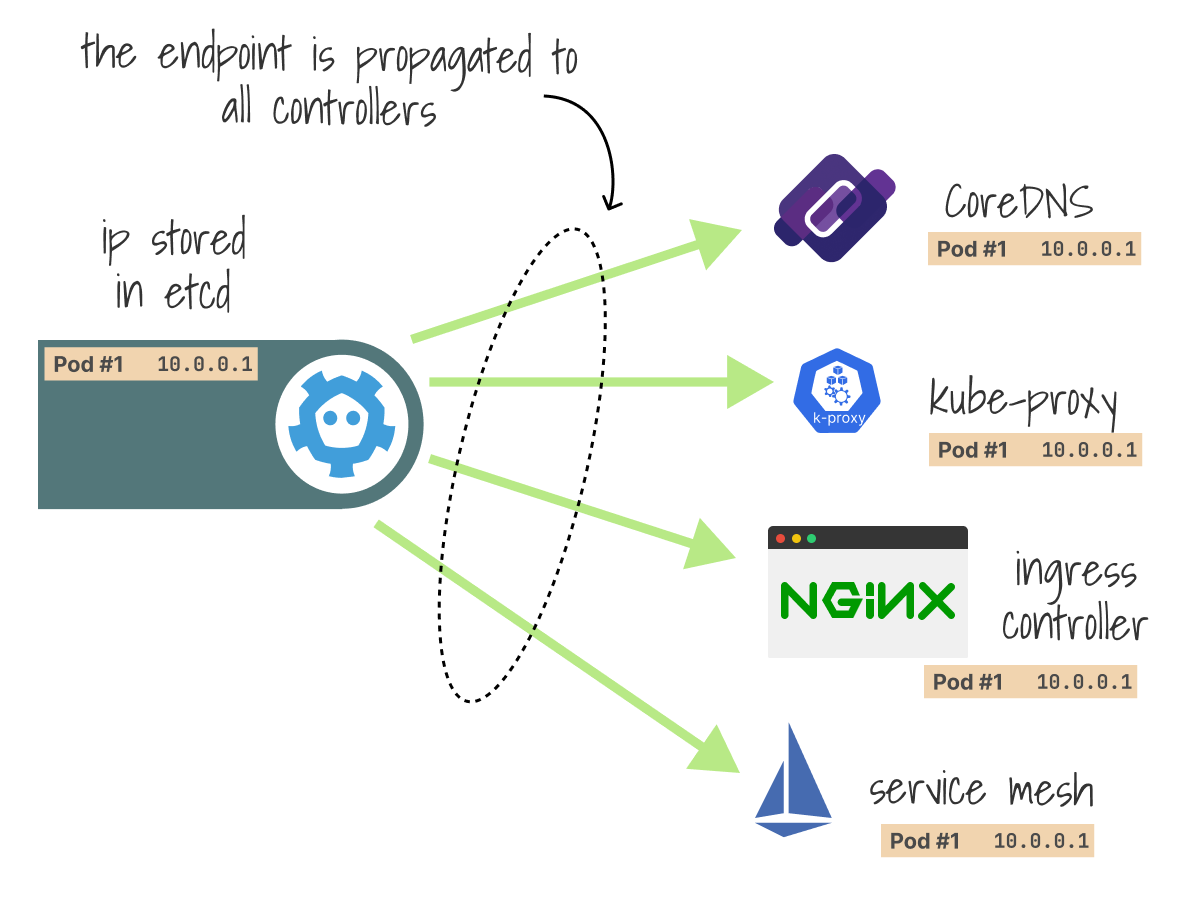 the endpoint is propagated to
all controllers
ip stored
in etcd
Pod #1 10.0.0.1
CoreDNS
Pod #1 10.0.0.1
k-proxy
kube-proxy
Pod #1 10.0.0.1
NGINX
ingress
controller
Pod #1 10.0.0.1
service mesh
Pod #1 10.0.0.1